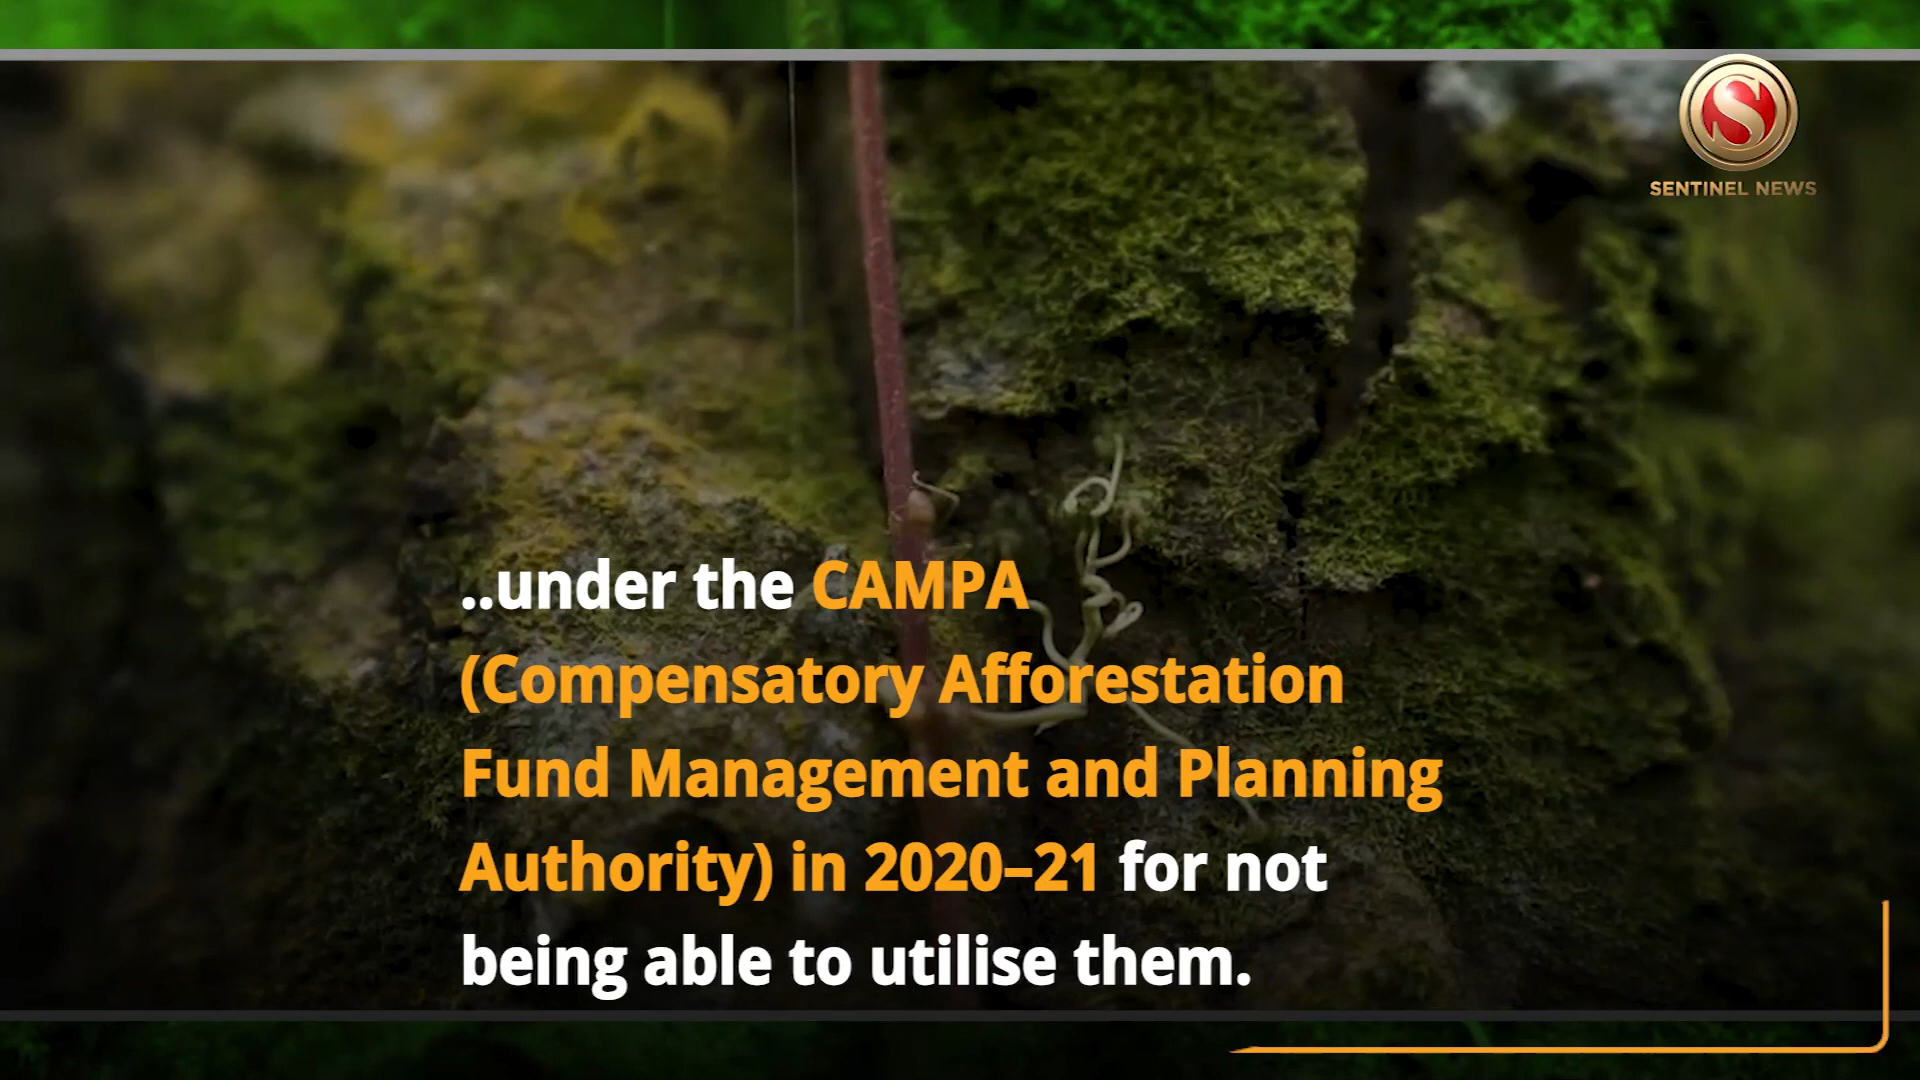 S
SENTINEL NEWS
..under the CAMPA
(Compensatory Afforestation
Fund Management and Planning
Authority) in 2020–21 for not
being able to utilise them.